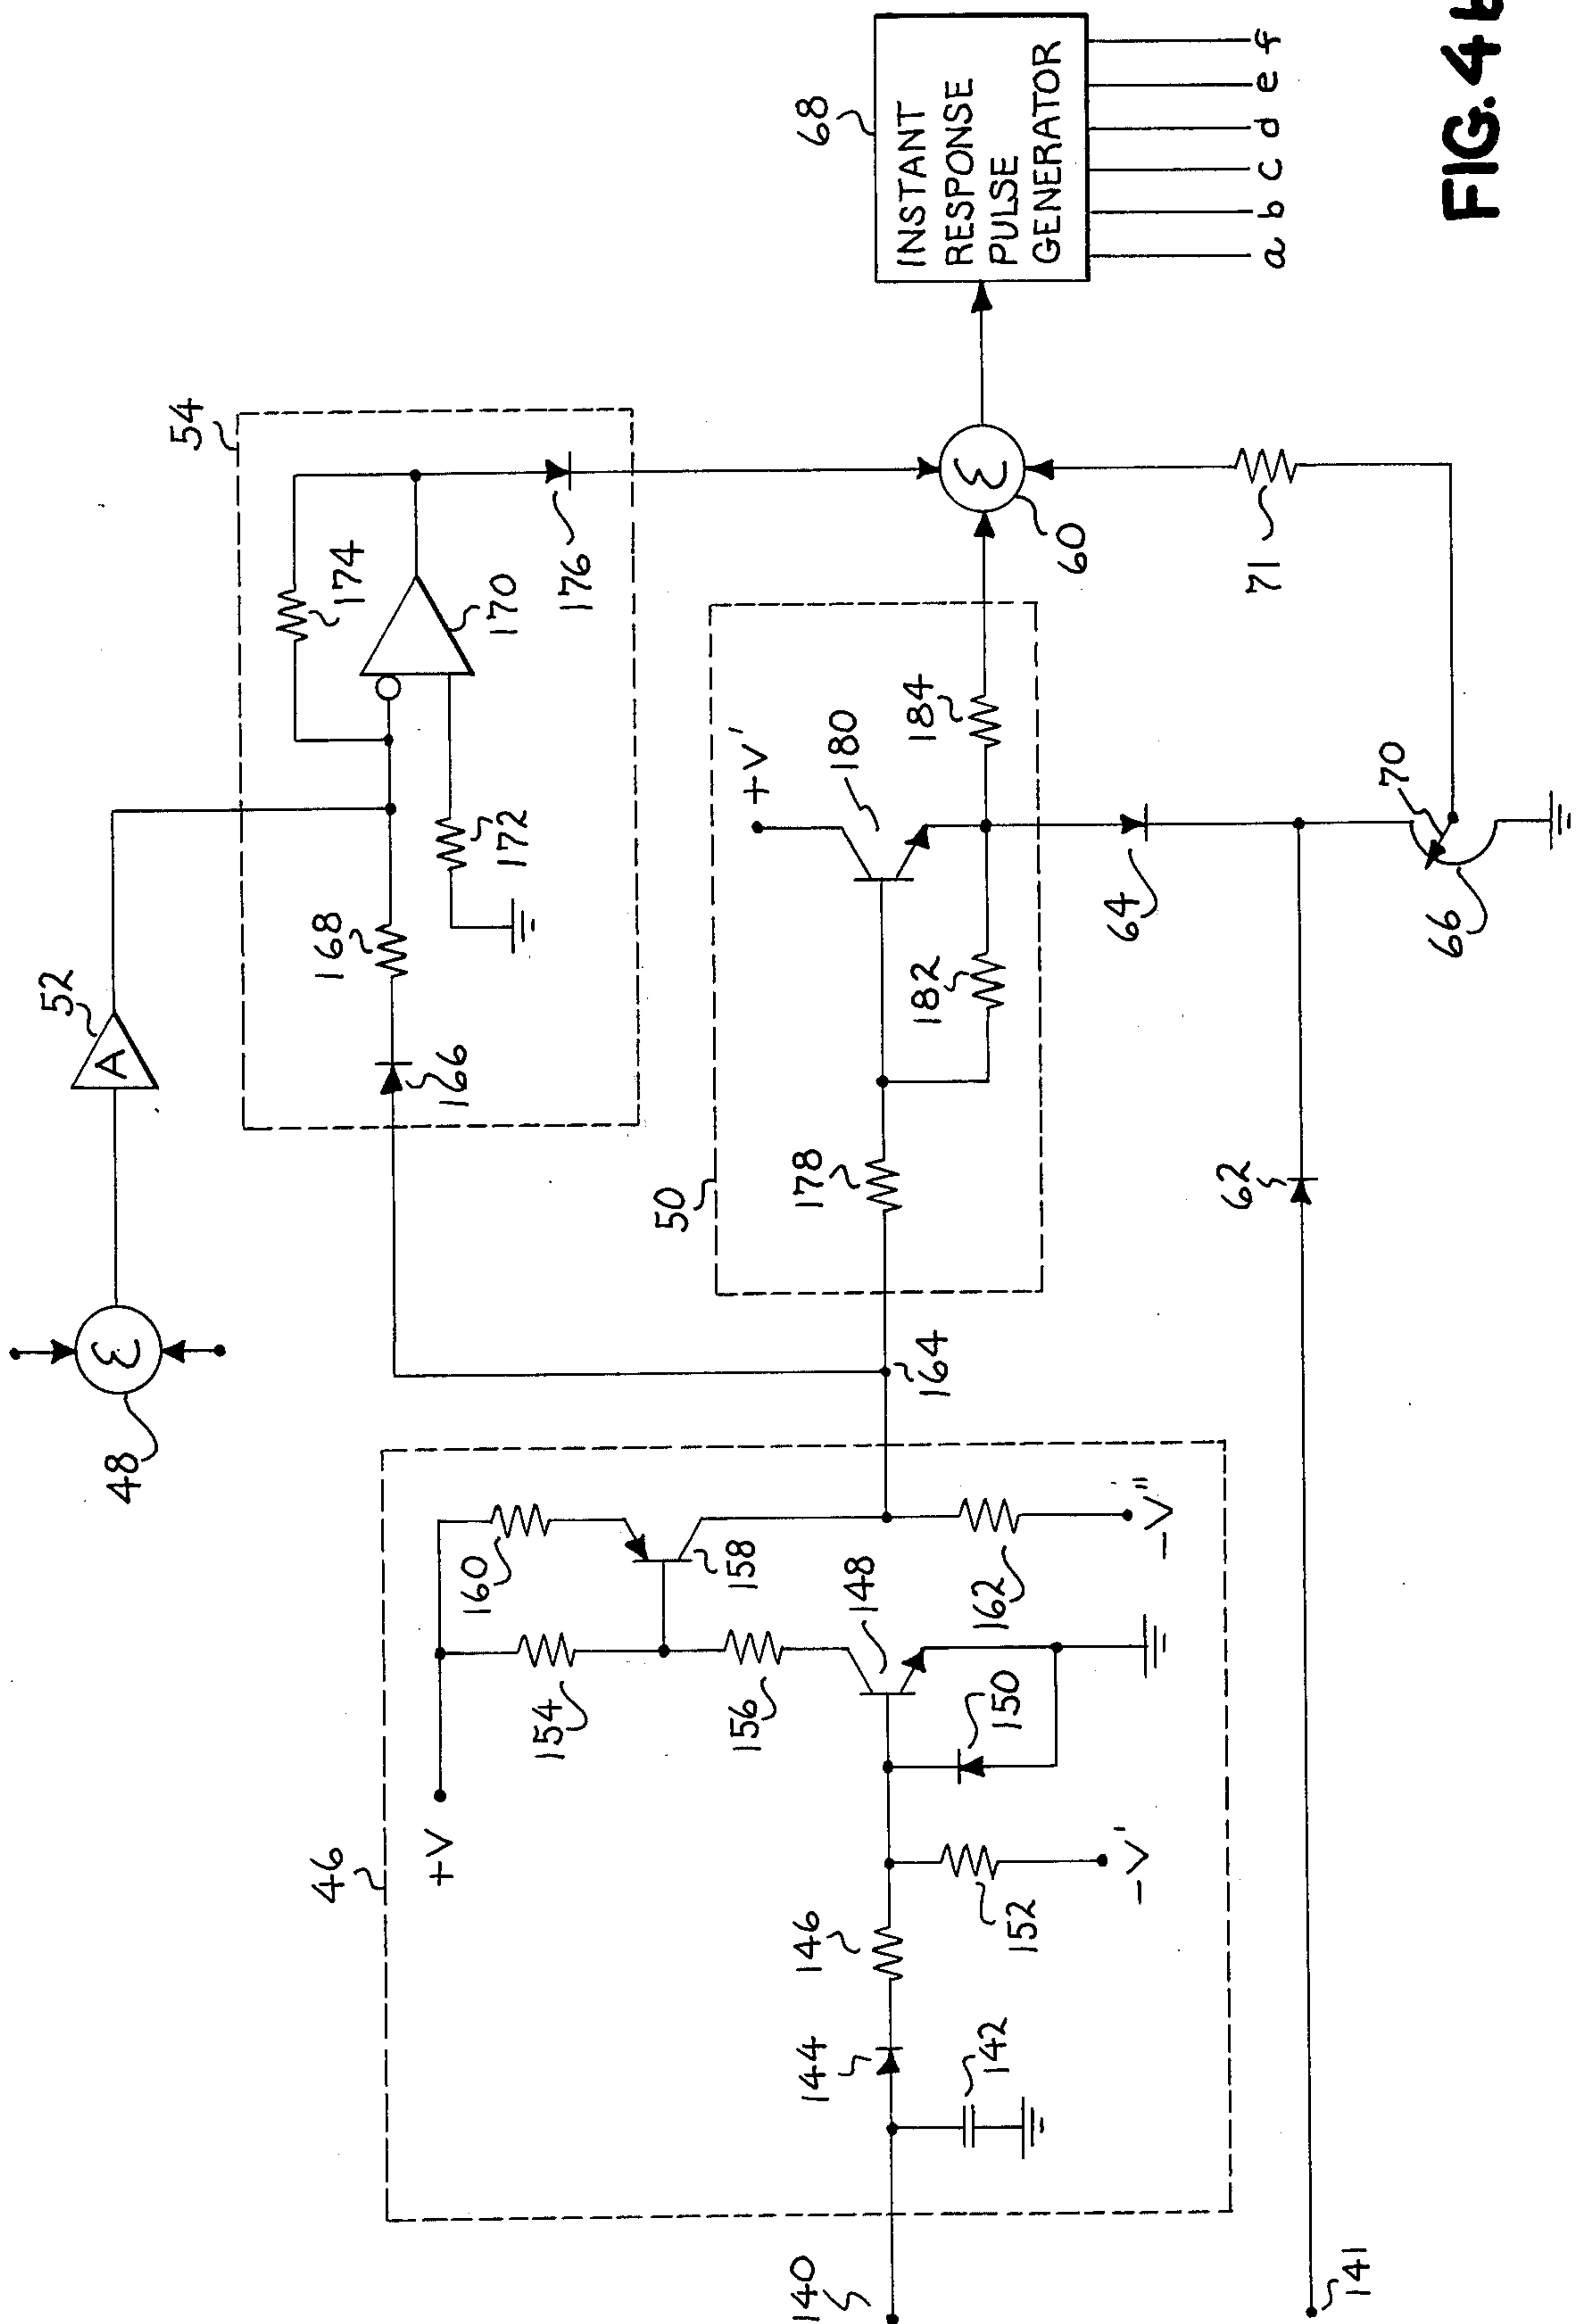 48
52
A
Σ
54
166
168
172
174
170
176
46
+V
154
160
156
158
148
150
162
-V"
146
152
-V'
144
142
140
141
164
50
178
182
180
+V'
184
64
62
66
70
71
Σ
60
68
INSTANT
RESPONSE
PULSE
GENERATOR
a b c d e f
FIG. 4b